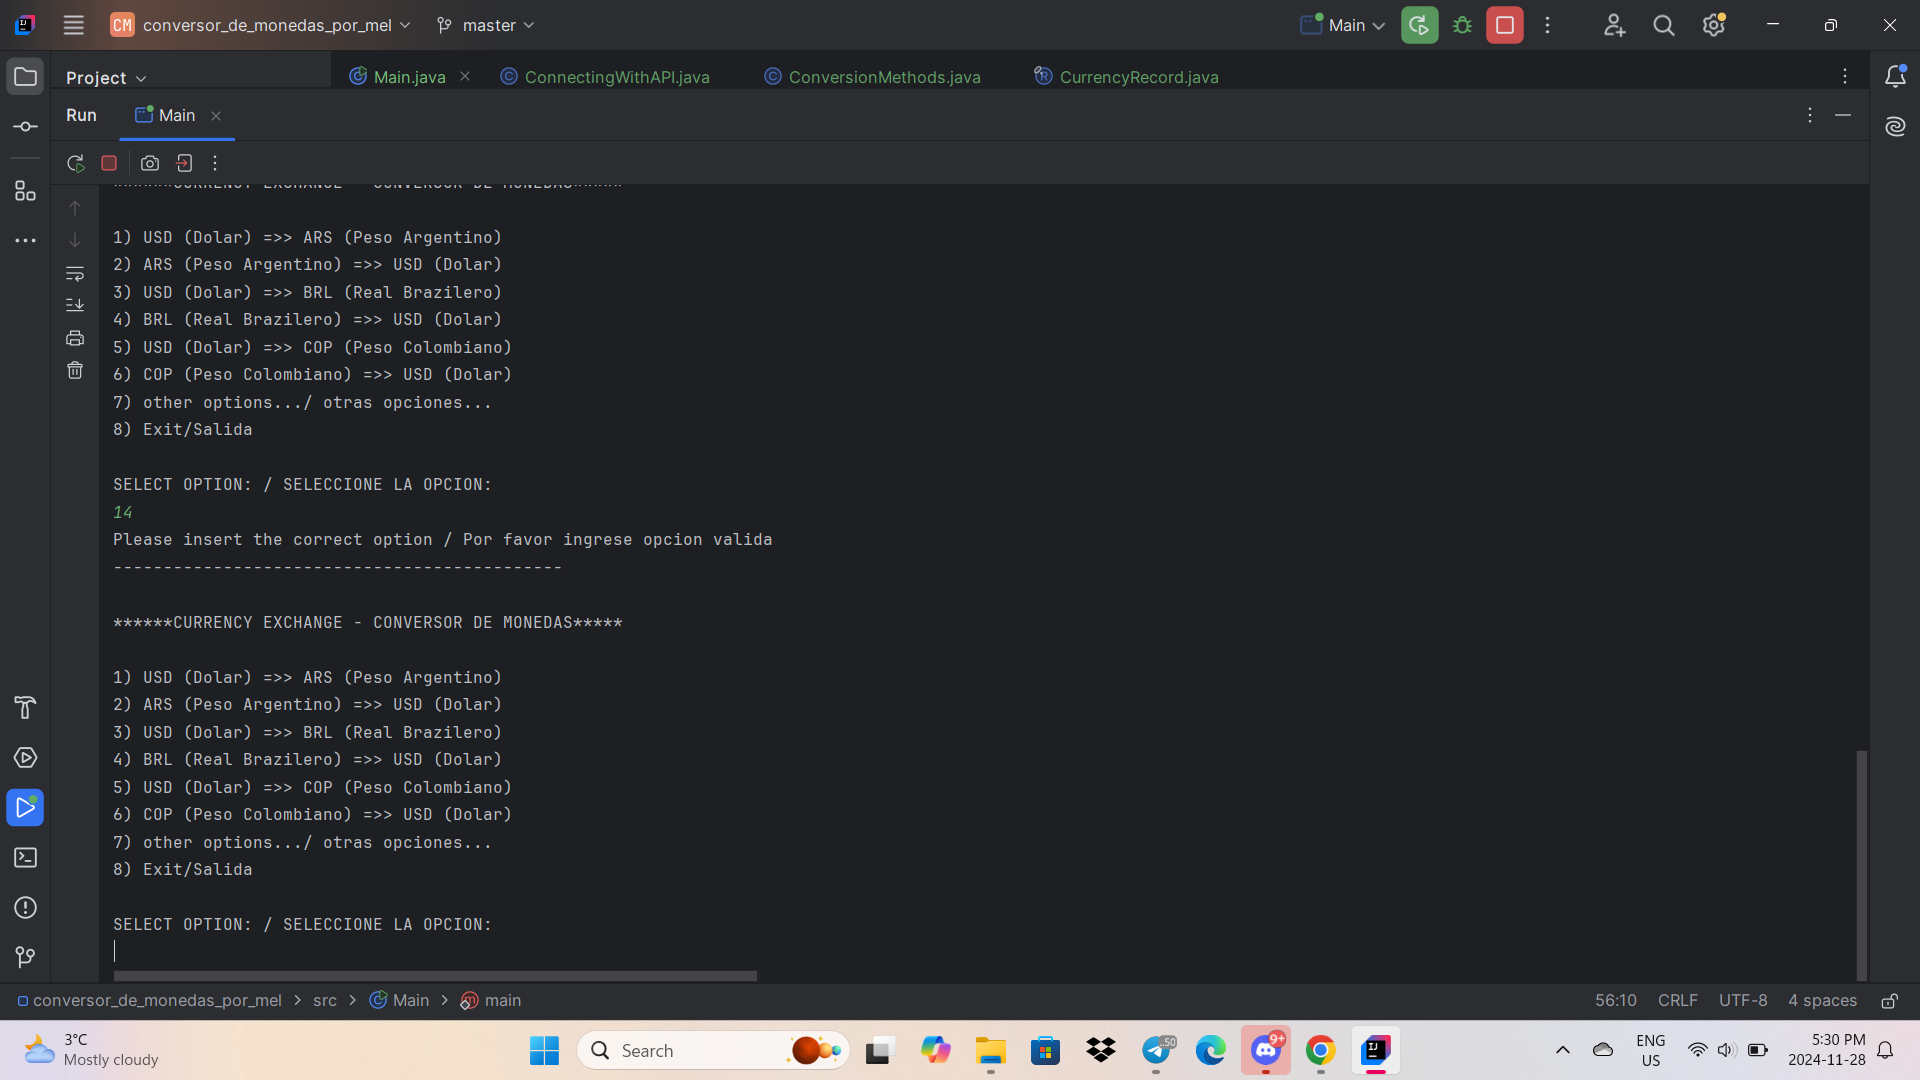 CM conversor_de_monedas_por_mel master Main
Project Main.java ConnectingWithAPI.java ConversionMethods.java CurrencyRecord.java
Run Main
******CURRENCY EXCHANGE - CONVERSOR DE MONEDAS*****
1) USD (Dolar) =>> ARS (Peso Argentino)
2) ARS (Peso Argentino) =>> USD (Dolar)
3) USD (Dolar) =>> BRL (Real Brazilero)
4) BRL (Real Brazilero) =>> USD (Dolar)
5) USD (Dolar) =>> COP (Peso Colombiano)
6) COP (Peso Colombiano) =>> USD (Dolar)
7) other options.../ otras opciones...
8) Exit/Salida
SELECT OPTION: / SELECCIONE LA OPCION:
14
Please insert the correct option / Por favor ingrese opcion valida
---------------------------------------------
******CURRENCY EXCHANGE - CONVERSOR DE MONEDAS*****
1) USD (Dolar) =>> ARS (Peso Argentino)
2) ARS (Peso Argentino) =>> USD (Dolar)
3) USD (Dolar) =>> BRL (Real Brazilero)
4) BRL (Real Brazilero) =>> USD (Dolar)
5) USD (Dolar) =>> COP (Peso Colombiano)
6) COP (Peso Colombiano) =>> USD (Dolar)
7) other options.../ otras opciones...
8) Exit/Salida
SELECT OPTION: / SELECCIONE LA OPCION:
conversor_de_monedas_por_mel > src > Main > main 56:10 CRLF UTF-8 4 spaces
3°C
Mostly cloudy
Search
.50
9+
ENG
US
5:30 PM
2024-11-28